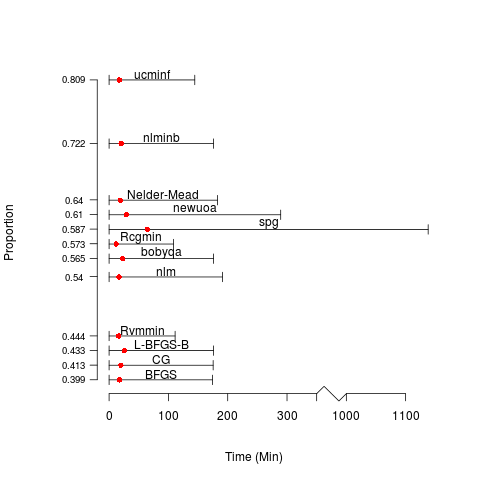 0.809 ucminf
0.722 nlminb
0.64 Nelder-Mead
0.61 newuoa
0.587 spg
0.573 Rcgmin
0.565 bobyqa
0.54 nlm
0.444 Rvmmin
0.433 L-BFGS-B
0.413 CG
0.399 BFGS
Proportion
0 100 200 300 1000 1100
Time (Min)